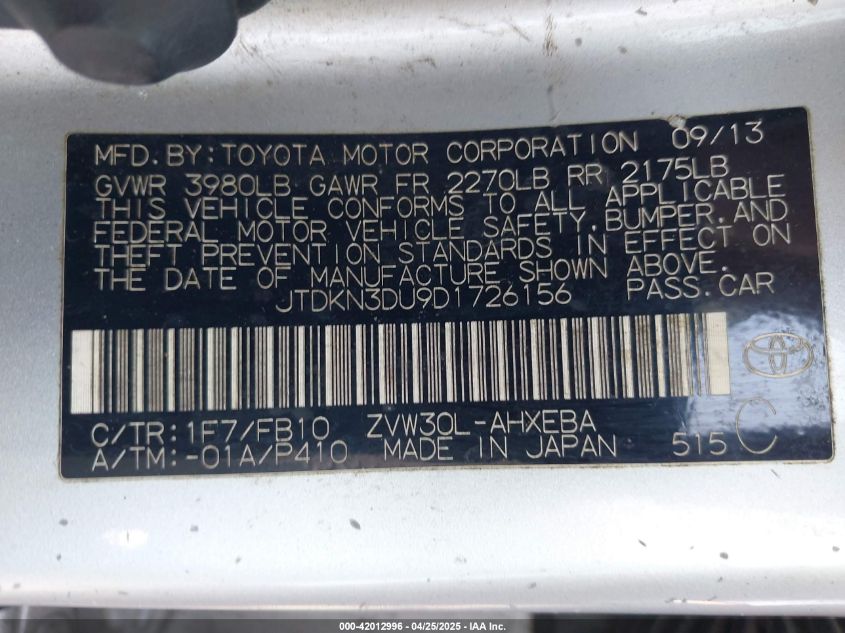 MFD. BY: TOYOTA MOTOR CORPORATION 09/13
GVWR 3980LB GAWR FR 2270LB RR 2175LB
THIS VEHICLE CONFORMS TO ALL APPLICABLE
FEDERAL MOTOR VEHICLE SAFETY, BUMPER, AND
THEFT PREVENTION STANDARDS IN EFFECT ON
THE DATE OF MANUFACTURE SHOWN ABOVE.
JTDKN3DU9D1726156 PASS. CAR
C/TR: 1F7/FB10 ZVW30L-AHXEBA
A/TM: -01A/P410 MADE IN JAPAN 515 C
000-42012996 - 04/25/2025 - IAA Inc.